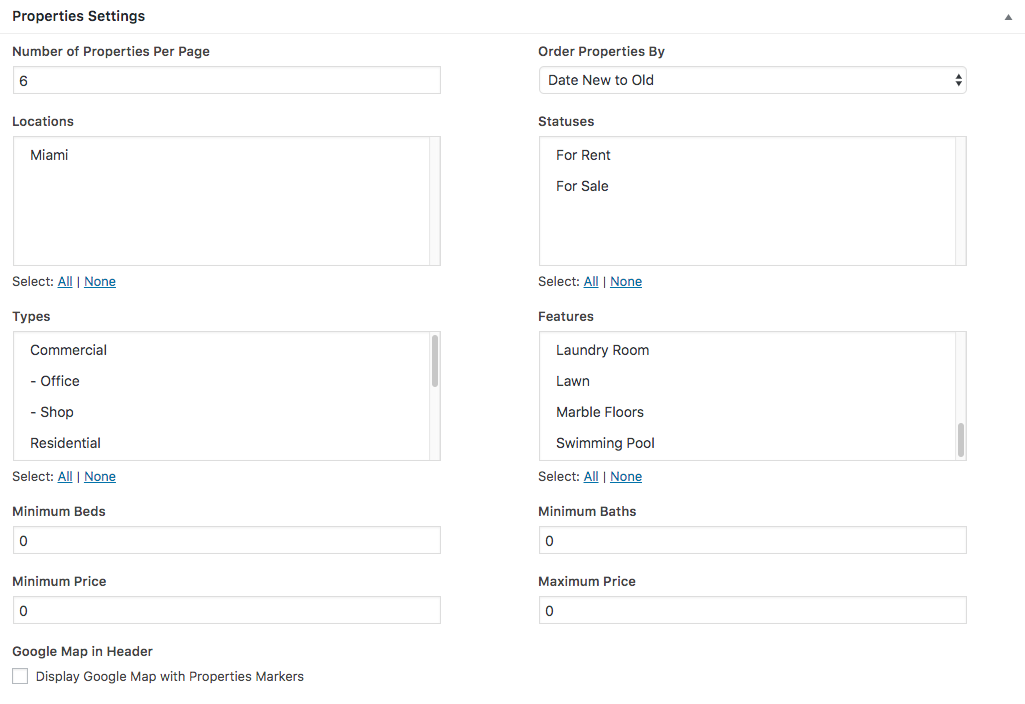 Properties Settings
Number of Properties Per Page
6
Order Properties By
Date New to Old
Locations
Miami
Select: All | None
Statuses
For Rent
For Sale
Select: All | None
Types
Commercial
- Office
- Shop
Residential
Select: All | None
Features
Laundry Room
Lawn
Marble Floors
Swimming Pool
Select: All | None
Minimum Beds
0
Minimum Baths
0
Minimum Price
0
Maximum Price
0
Google Map in Header
Display Google Map with Properties Markers